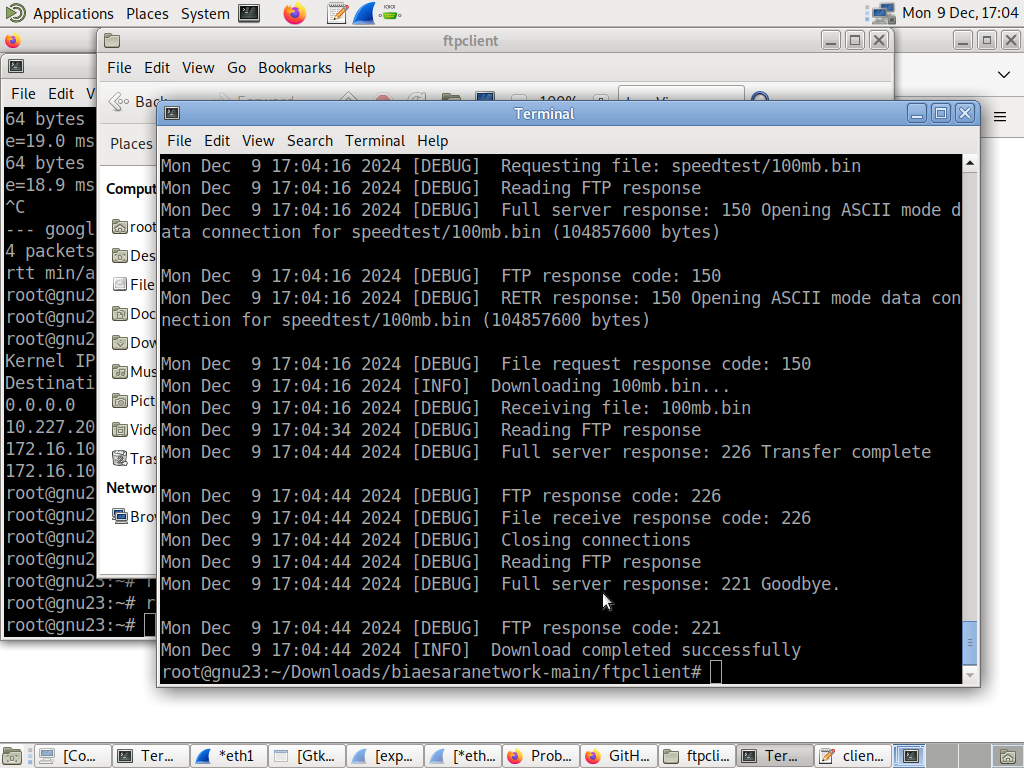 Applications Places System Mon 9 Dec, 17:04
ftpclient
File Edit View Go Bookmarks Help
Back Forward 100%
Places
Comput
root
Des
File
Doc
Dow
Mus
Pict
Vide
Tras
Networ
Brow
File Edit V
64 bytes
e=19.0 ms
64 bytes
e=18.9 ms
^C
--- googl
4 packets
rtt min/a
root@gnu2
root@gnu2
root@gnu2
Kernel IP
Destinati
0.0.0.0
10.227.20
172.16.10
172.16.10
root@gnu2
root@gnu2
root@gnu2
root@gnu2
root@gnu23:~# r
root@gnu23:~# r
root@gnu23:~#
Terminal
File Edit View Search Terminal Help
Mon Dec  9 17:04:16 2024 [DEBUG]  Requesting file: speedtest/100mb.bin
Mon Dec  9 17:04:16 2024 [DEBUG]  Reading FTP response
Mon Dec  9 17:04:16 2024 [DEBUG]  Full server response: 150 Opening ASCII mode d
ata connection for speedtest/100mb.bin (104857600 bytes)
Mon Dec  9 17:04:16 2024 [DEBUG]  FTP response code: 150
Mon Dec  9 17:04:16 2024 [DEBUG]  RETR response: 150 Opening ASCII mode data con
nection for speedtest/100mb.bin (104857600 bytes)
Mon Dec  9 17:04:16 2024 [DEBUG]  File request response code: 150
Mon Dec  9 17:04:16 2024 [INFO]  Downloading 100mb.bin...
Mon Dec  9 17:04:16 2024 [DEBUG]  Receiving file: 100mb.bin
Mon Dec  9 17:04:34 2024 [DEBUG]  Reading FTP response
Mon Dec  9 17:04:44 2024 [DEBUG]  Full server response: 226 Transfer complete
Mon Dec  9 17:04:44 2024 [DEBUG]  FTP response code: 226
Mon Dec  9 17:04:44 2024 [DEBUG]  File receive response code: 226
Mon Dec  9 17:04:44 2024 [DEBUG]  Closing connections
Mon Dec  9 17:04:44 2024 [DEBUG]  Reading FTP response
Mon Dec  9 17:04:44 2024 [DEBUG]  Full server response: 221 Goodbye.
Mon Dec  9 17:04:44 2024 [DEBUG]  FTP response code: 221
Mon Dec  9 17:04:44 2024 [INFO]  Download completed successfully
root@gnu23:~/Downloads/biaesaranetwork-main/ftpclient#
[Co... Ter... *eth1 [Gtk... [exp... [*eth... Prob... GitH... ftpcli... Ter... clien...